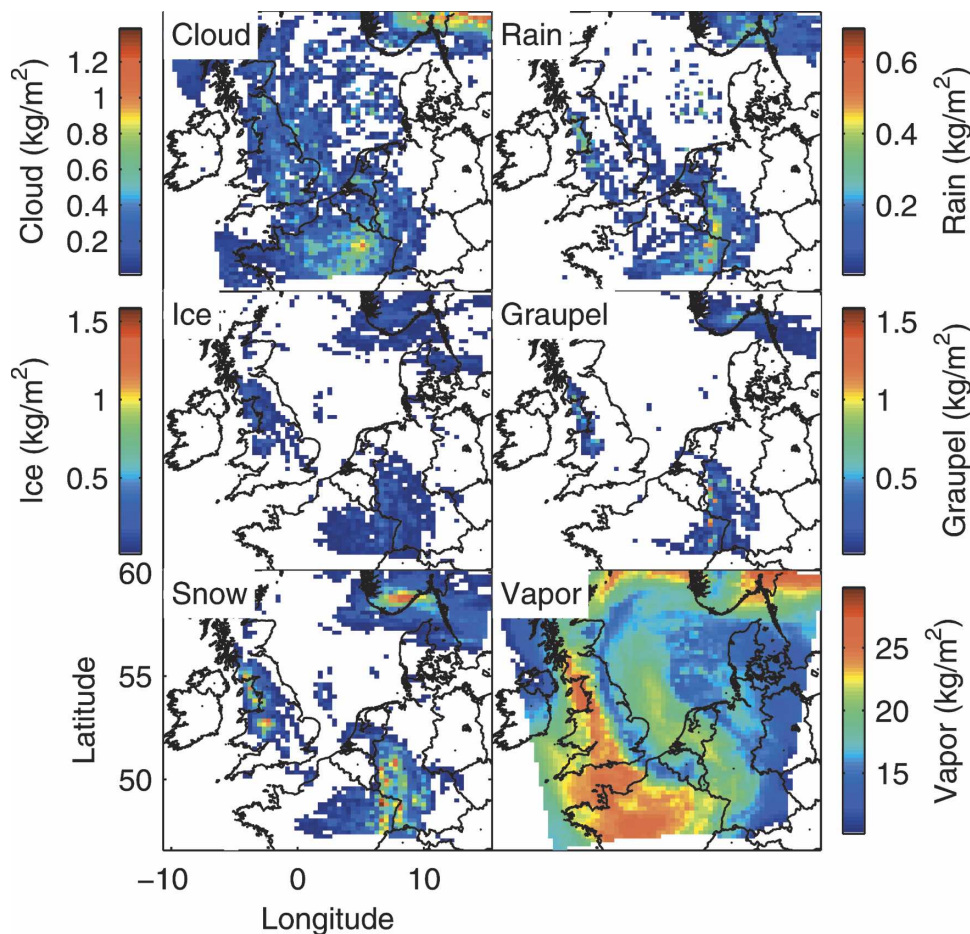 Cloud
Rain
Cloud (kg/m²)
1.2
1
0.8
0.6
0.4
0.2
Rain (kg/m²)
0.6
0.4
0.2
Ice
Graupel
Ice (kg/m²)
1.5
1
0.5
Graupel (kg/m²)
1.5
1
0.5
Snow
Vapor
Latitude
60
55
50
Vapor (kg/m²)
25
20
15
−10
0
10
Longitude